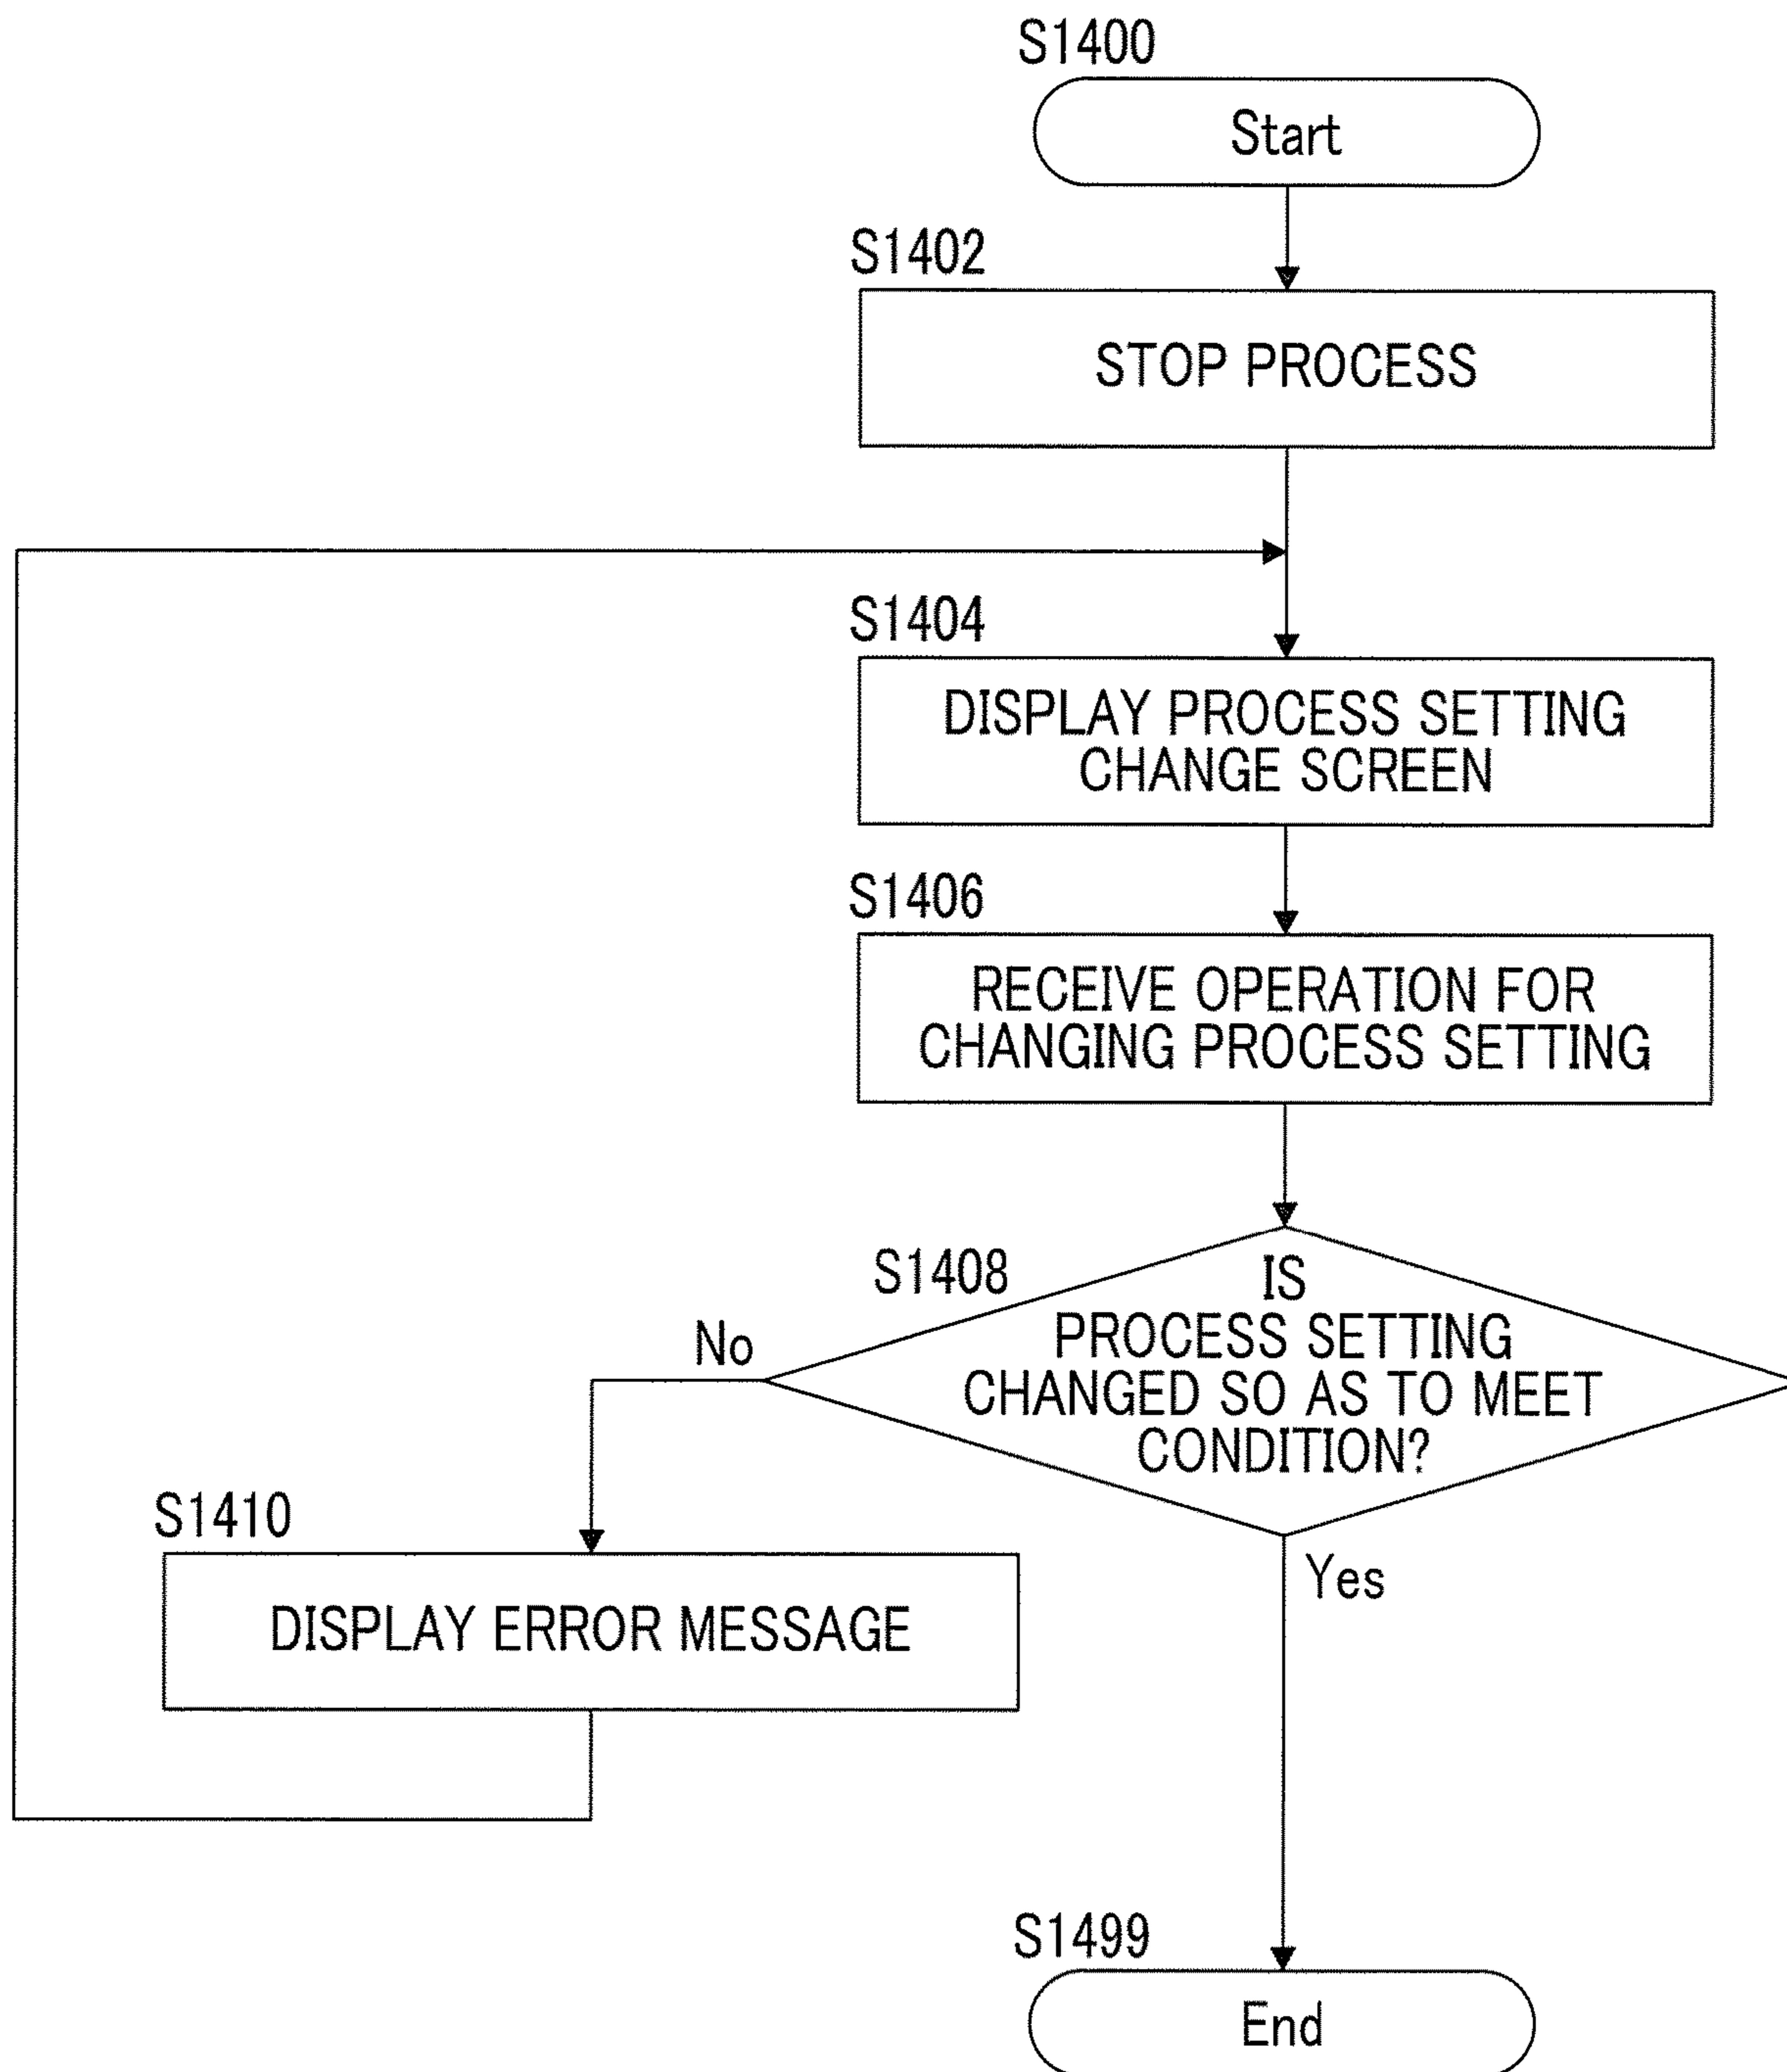 S1400
Start
S1402
STOP PROCESS
S1404
DISPLAY PROCESS SETTING
CHANGE SCREEN
S1406
RECEIVE OPERATION FOR
CHANGING PROCESS SETTING
S1408
IS
PROCESS SETTING
CHANGED SO AS TO MEET
CONDITION?
No
Yes
S1410
DISPLAY ERROR MESSAGE
S1499
End